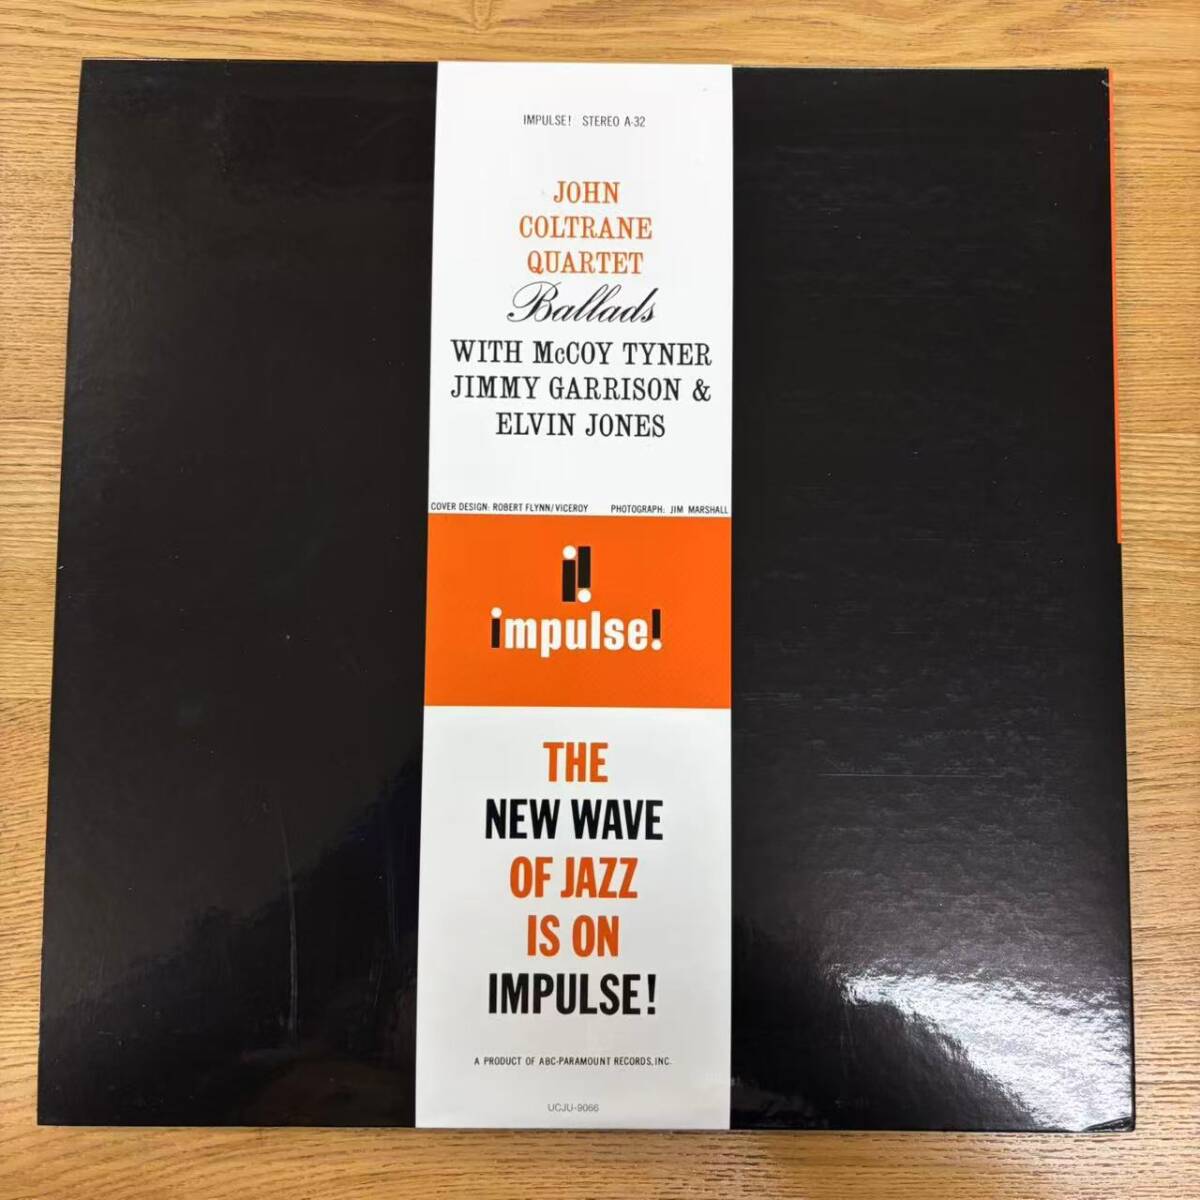 IMPULSE! STEREO A-32
JOHN
COLTRANE
QUARTET
Ballads
WITH McCOY TYNER
JIMMY GARRISON &
ELVIN JONES
COVER DESIGN: ROBERT FLYNN/VICEROY PHOTOGRAPH: JIM MARSHALL
i!
impulse!
THE
NEW WAVE
OF JAZZ
IS ON
IMPULSE!
A PRODUCT OF ABC-PARAMOUNT RECORDS, INC.
UCJU-9066